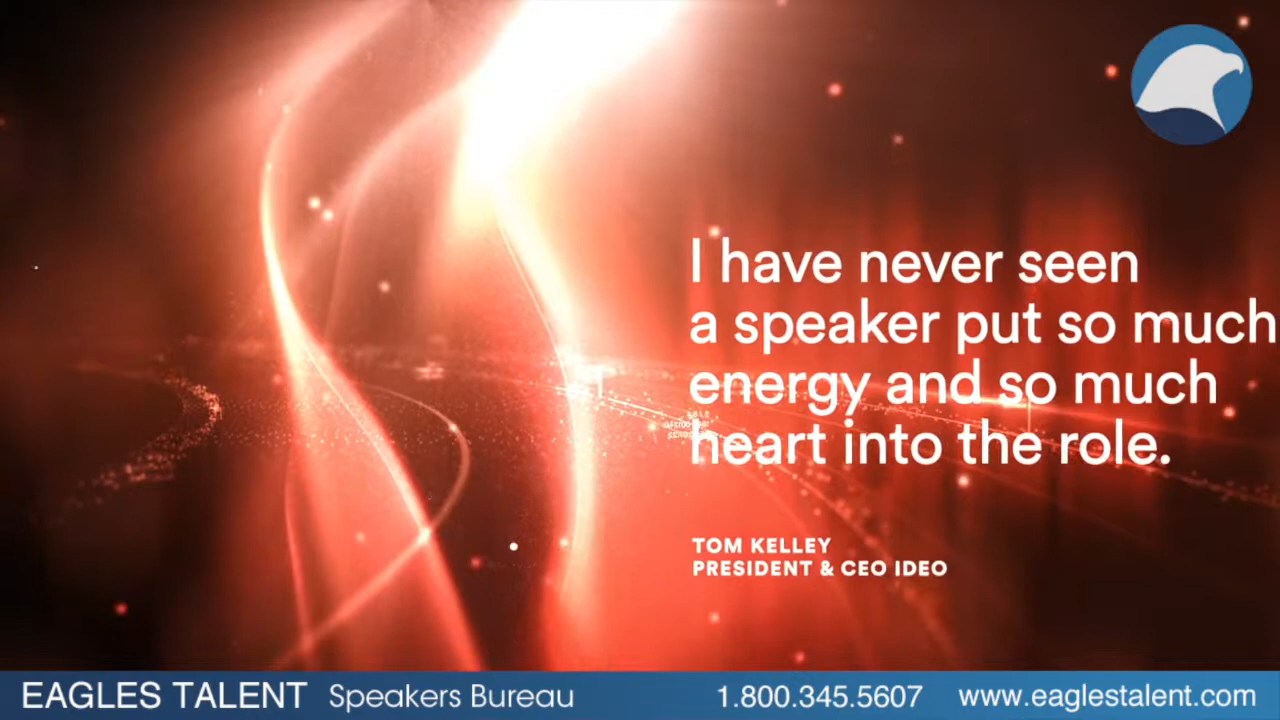 I have never seen
a speaker put so much
energy and so much
heart into the role.
TOM KELLEY
PRESIDENT & CEO IDEO
EAGLES TALENT Speakers Bureau 1.800.345.5607 www.eaglestalent.com